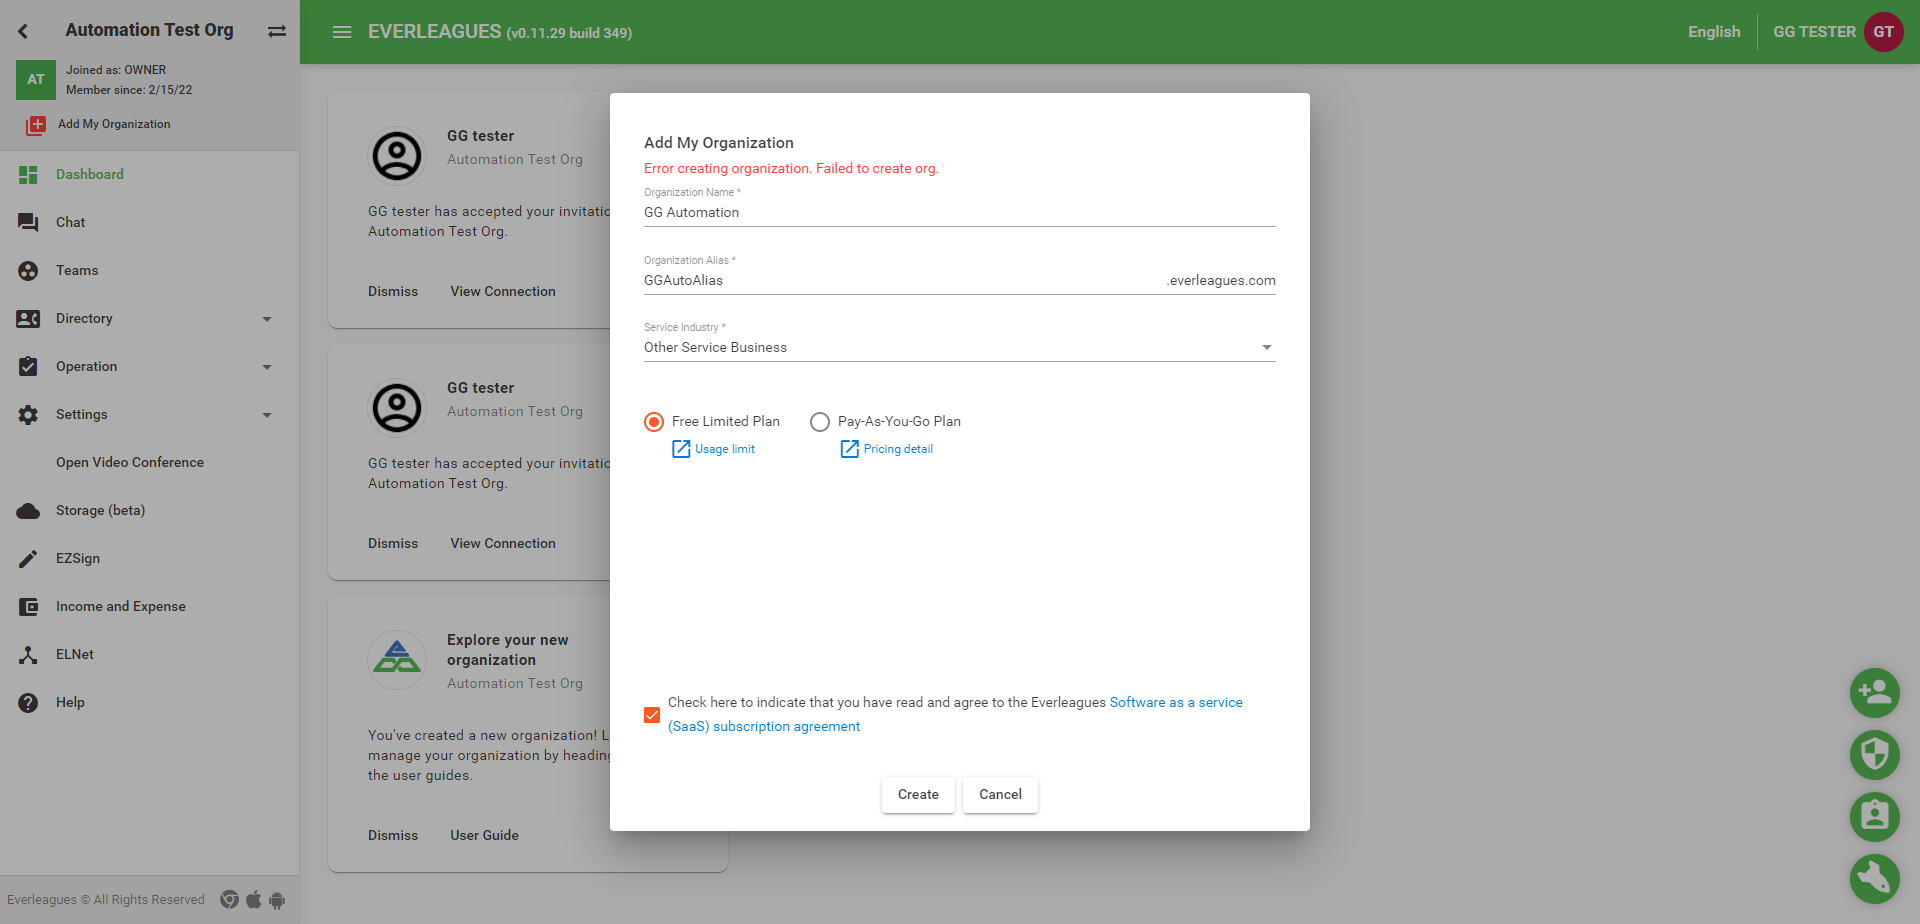 Automation Test Org
AT
Joined as: OWNER
Member since: 2/15/22
Add My Organization
Dashboard
Chat
Teams
Directory
Operation
Settings
Open Video Conference
Storage (beta)
EZSign
Income and Expense
ELNet
Help
Everleagues © All Rights Reserved
EVERLEAGUES (v0.11.29 build 349)
English
GG TESTER
GT
GG tester
Automation Test Org
GG tester has accepted your invitatio
Automation Test Org.
Dismiss
View Connection
GG tester
Automation Test Org
GG tester has accepted your invitatio
Automation Test Org.
Dismiss
View Connection
Explore your new
organization
Automation Test Org
You've created a new organization! L
manage your organization by heading
the user guides.
Dismiss
User Guide
Add My Organization
Error creating organization. Failed to create org.
Organization Name *
GG Automation
Organization Alias *
GGAutoAlias
.everleagues.com
Service Industry *
Other Service Business
Free Limited Plan
Pay-As-You-Go Plan
Usage limit
Pricing detail
Check here to indicate that you have read and agree to the Everleagues Software as a service
(SaaS) subscription agreement
Create
Cancel